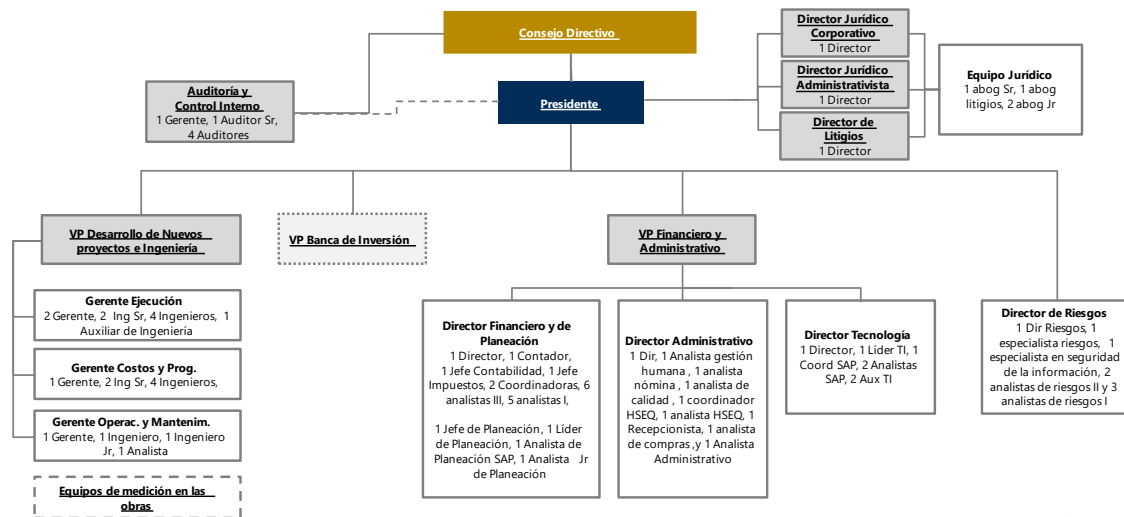 Consejo Directivo
Director Jurídico
Corporativo
1 Director
Auditoría y
Control Interno
1 Gerente, 1 Auditor Sr,
4 Auditores
Presidente
Director Jurídico
Administrativista
1 Director
Equipo Jurídico
1 abog Sr, 1 abog
litigios, 2 abog Jr
Director de
Litigios
1 Director
VP Desarrollo de Nuevos
proyectos e Ingeniería
VP Banca de Inversión
VP Financiero y
Administrativo
Gerente Ejecución
2 Gerente, 2 Ing Sr, 4 Ingenieros, 1
Auxiliar de Ingeniería
Gerente Costos y Prog.
1 Gerente, 2 Ing Sr, 4 Ingenieros,
Gerente Operac. y Mantenim.
1 Gerente, 1 Ingeniero, 1 Ingeniero
Jr, 1 Analista
Equipos de medición en las
obras
Director Financiero y de
Planeación
1 Director, 1 Contador,
1 Jefe Contabilidad, 1 Jefe
Impuestos, 2 Coordinadoras, 6
analistas III, 5 analistas I,
1 Jefe de Planeación, 1 Líder
de Planeación, 1 Analista de
Planeación SAP, 1 Analista Jr
de Planeación
Director Administrativo
1 Dir, 1 Analista gestión
humana , 1 analista
nómina , 1 analista de
calidad , 1 coordinador
HSEQ, 1 analista HSEQ, 1
Recepcionista, 1 analista
de compras ,y 1 Analista
Administrativo
Director Tecnología
1 Director, 1 Líder TI, 1
Coord SAP, 2 Analistas
SAP, 2 Aux TI
Director de Riesgos
1 Dir Riesgos, 1
especialista riesgos, 1
especialista en seguridad
de la información, 2
analistas de riesgos II y 3
analistas de riesgos I